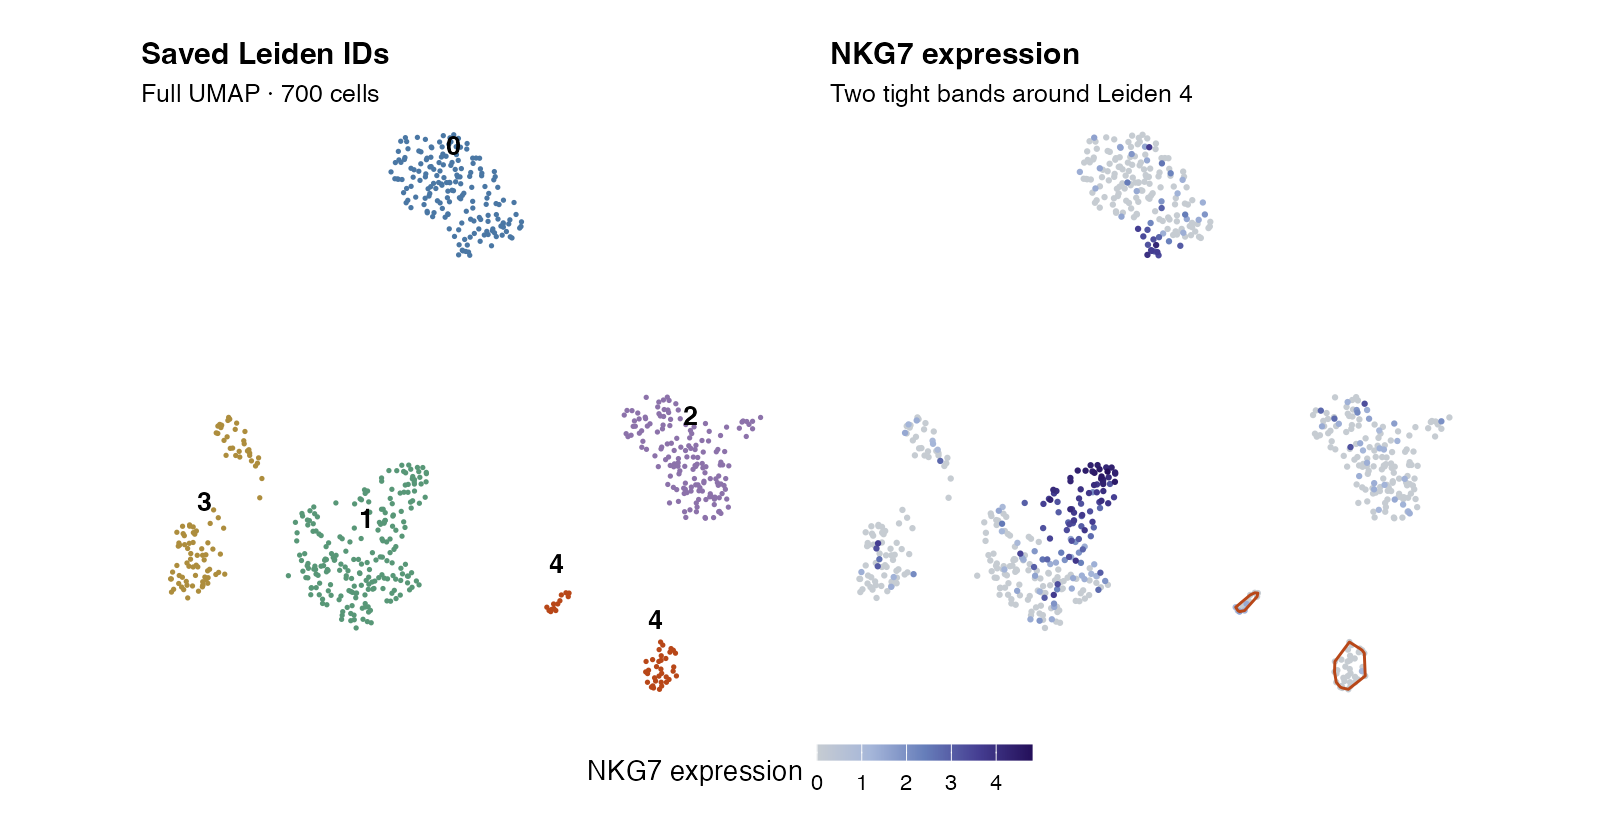 Saved Leiden IDs
Full UMAP · 700 cells
0
2
3
1
4
4
NKG7 expression
Two tight bands around Leiden 4
NKG7 expression
0 1 2 3 4